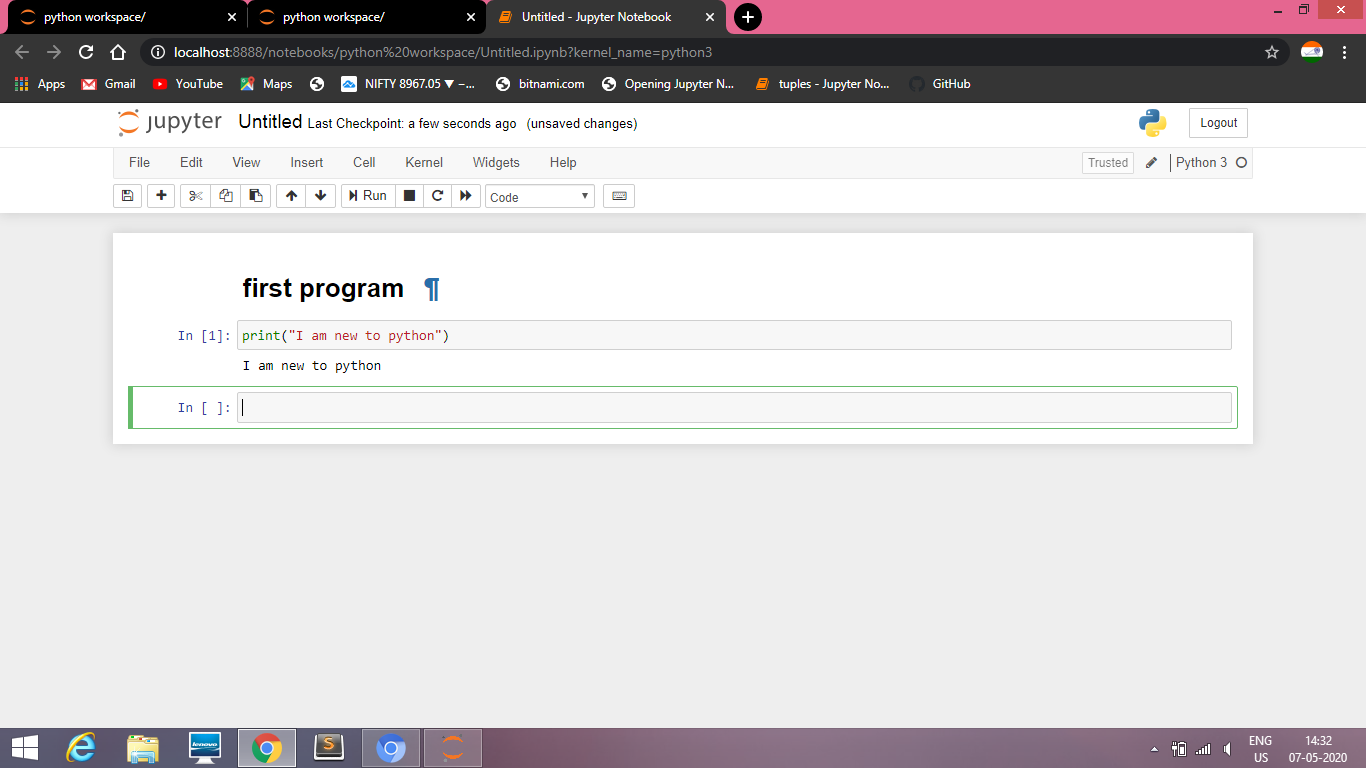 python workspace/
python workspace/
Untitled - Jupyter Notebook
localhost:8888/notebooks/python%20workspace/Untitled.ipynb?kernel_name=python3
Apps Gmail YouTube Maps NIFTY 8967.05 ▼ –... bitnami.com Opening Jupyter N... tuples - Jupyter No... GitHub
jupyter Untitled Last Checkpoint: a few seconds ago (unsaved changes) Logout
File Edit View Insert Cell Kernel Widgets Help Trusted Python 3
Run Code
first program ¶
In [1]: print("I am new to python")
I am new to python
In [ ]:
lenovo S ENG 14:32
US 07-05-2020